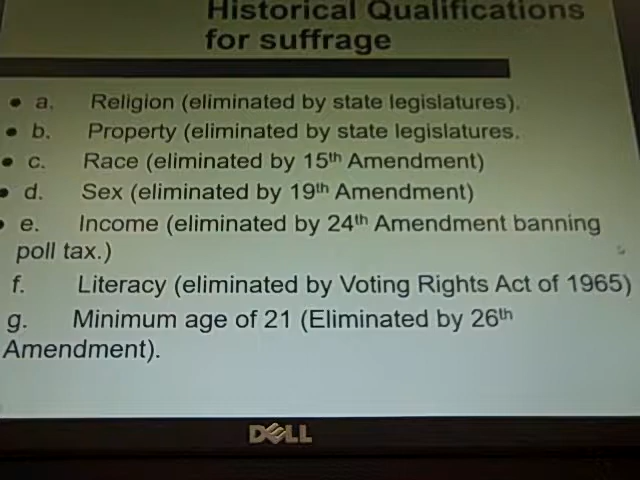 Historical Qualifications
for suffrage
• a. Religion (eliminated by state legislatures).
• b. Property (eliminated by state legislatures.
• c. Race (eliminated by 15th Amendment)
• d. Sex (eliminated by 19th Amendment)
• e. Income (eliminated by 24th Amendment banning
poll tax.)
f. Literacy (eliminated by Voting Rights Act of 1965)
g. Minimum age of 21 (Eliminated by 26th
Amendment).
DELL